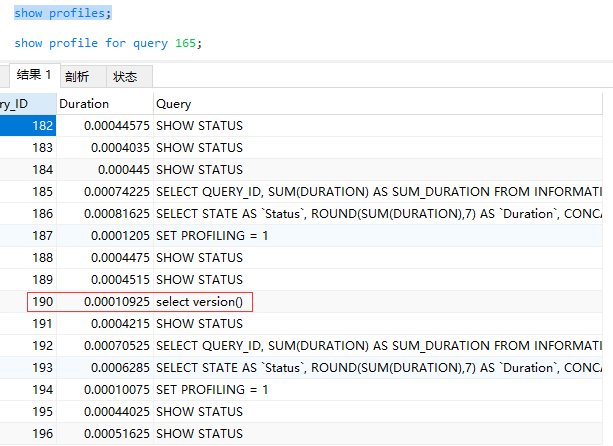 show profiles;
show profile for query 165;
结果 1 剖析 状态
ry_ID Duration Query
182 0.00044575 SHOW STATUS
183 0.0004035 SHOW STATUS
184 0.000445 SHOW STATUS
185 0.00074225 SELECT QUERY_ID, SUM(DURATION) AS SUM_DURATION FROM INFORMATI
186 0.00081625 SELECT STATE AS `Status`, ROUND(SUM(DURATION),7) AS `Duration`, CONCA
187 0.0001205 SET PROFILING = 1
188 0.0004475 SHOW STATUS
189 0.0004515 SHOW STATUS
190 0.00010925 select version()
191 0.0004215 SHOW STATUS
192 0.00070525 SELECT QUERY_ID, SUM(DURATION) AS SUM_DURATION FROM INFORMATI
193 0.0006285 SELECT STATE AS `Status`, ROUND(SUM(DURATION),7) AS `Duration`, CONCA
194 0.00010075 SET PROFILING = 1
195 0.00044025 SHOW STATUS
196 0.00051625 SHOW STATUS